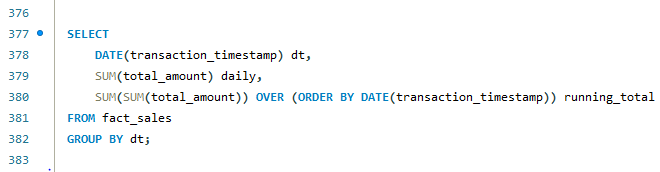 376
377 SELECT
378 DATE(transaction_timestamp) dt,
379 SUM(total_amount) daily,
380 SUM(SUM(total_amount)) OVER (ORDER BY DATE(transaction_timestamp)) running_total
381 FROM fact_sales
382 GROUP BY dt;
383